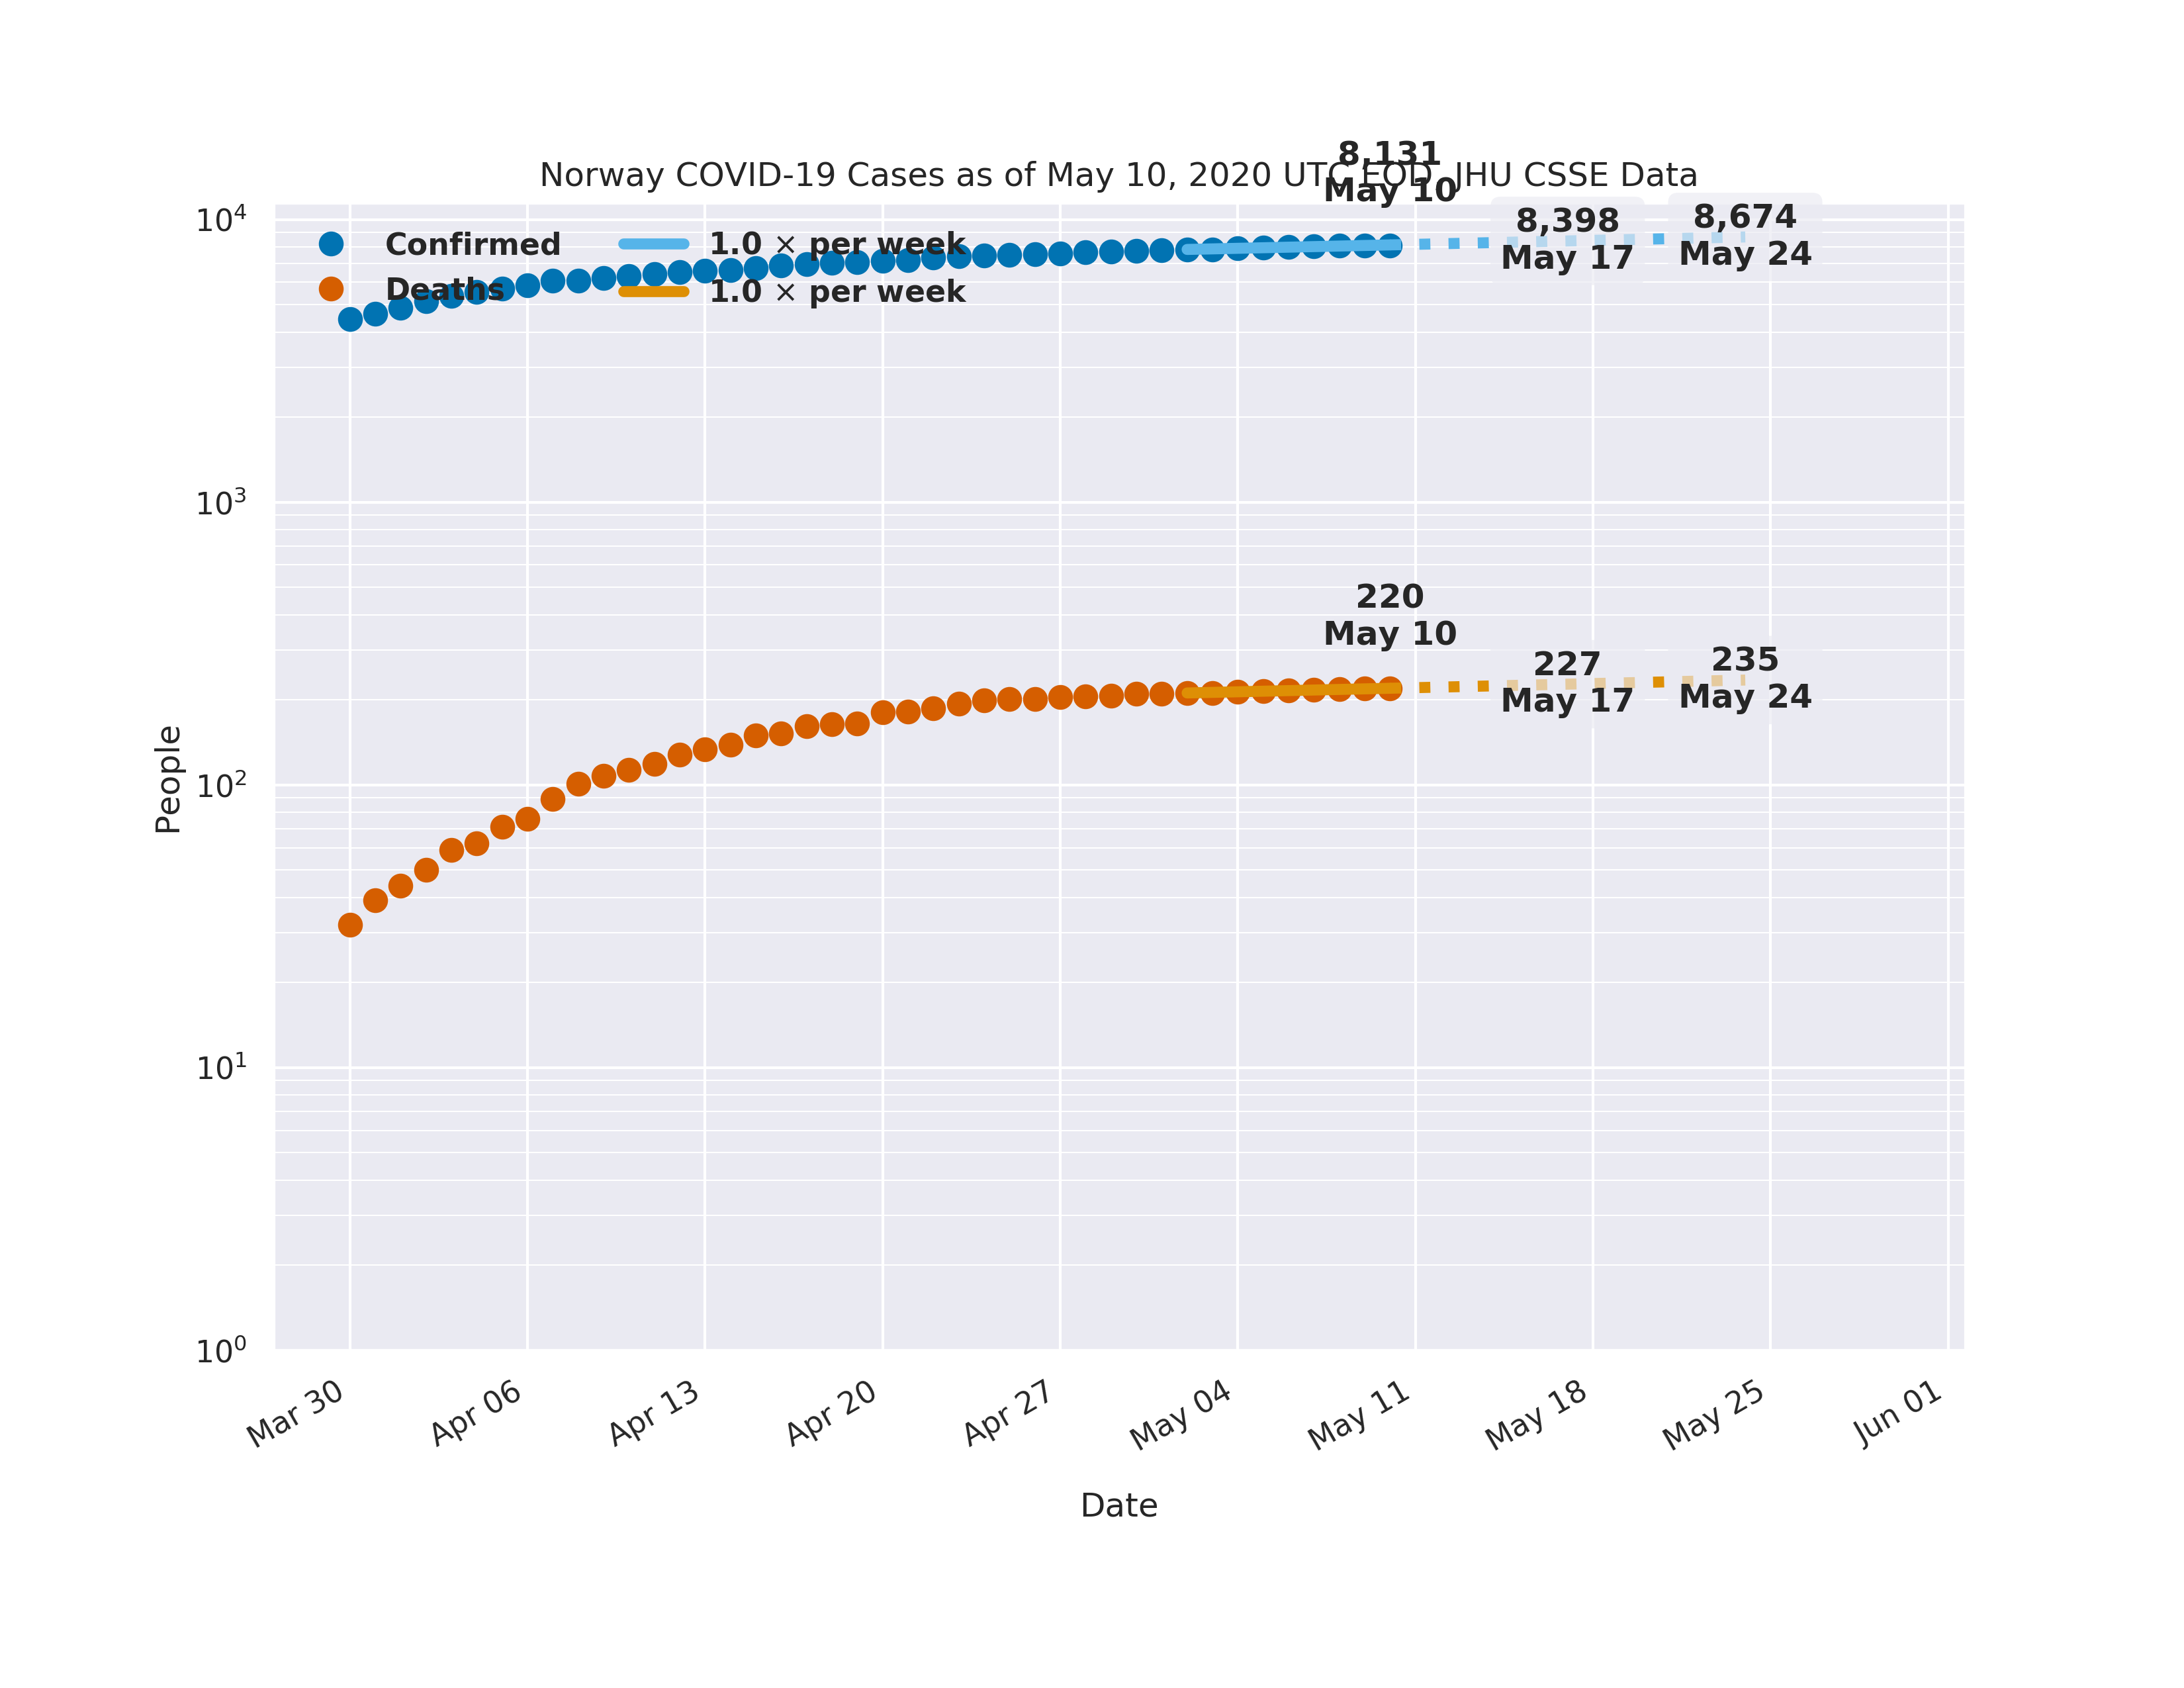 8,131
May 10
Norway COVID-19 Cases as of May 10, 2020 UTC EOD, JHU CSSE Data
8,398
May 17
8,674
May 24
Confirmed
Deaths
1.0 × per week
1.0 × per week
220
May 10
227
May 17
235
May 24
People
10⁴
10³
10²
10¹
10⁰
Mar 30
Apr 06
Apr 13
Apr 20
Apr 27
May 04
May 11
May 18
May 25
Jun 01
Date